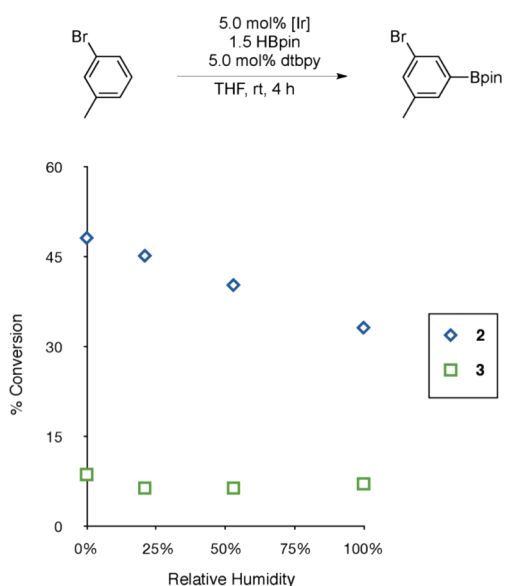 5.0 mol% [Ir]
1.5 HBpin
5.0 mol% dtbpy
THF, rt, 4 h
Br
Br
Bpin
60
45
30
15
0
% Conversion
0% 25% 50% 75% 100%
Relative Humidity
2
3